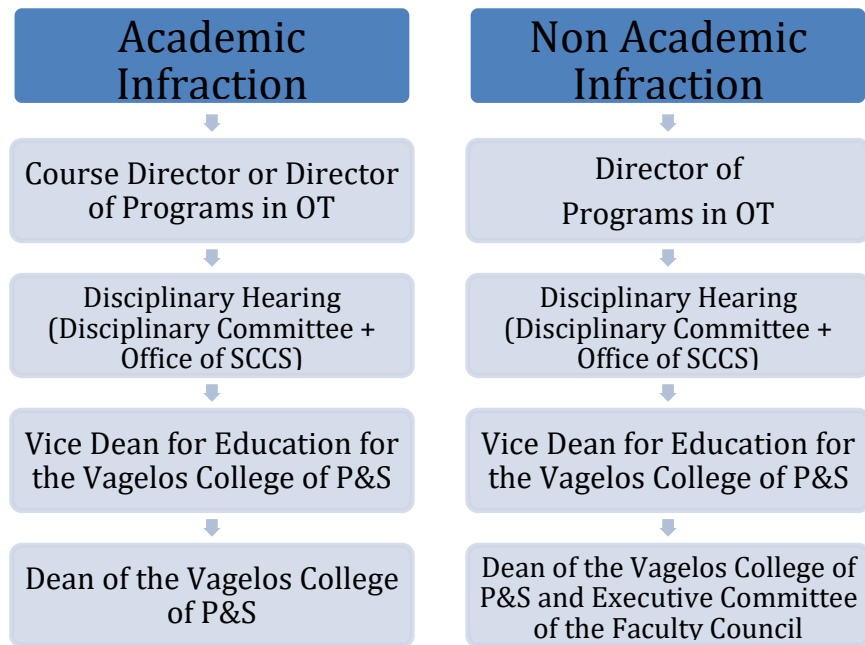 Academic
Infraction
Course Director or Director
of Programs in OT
Disciplinary Hearing
(Disciplinary Committee +
Office of SCCS)
Vice Dean for Education for
the Vagelos College of P&S
Dean of the Vagelos College
of P&S
Non Academic
Infraction
Director of
Programs in OT
Disciplinary Hearing
(Disciplinary Committee +
Office of SCCS)
Vice Dean for Education for
the Vagelos College of P&S
Dean of the Vagelos College of
P&S and Executive Committee
of the Faculty Council